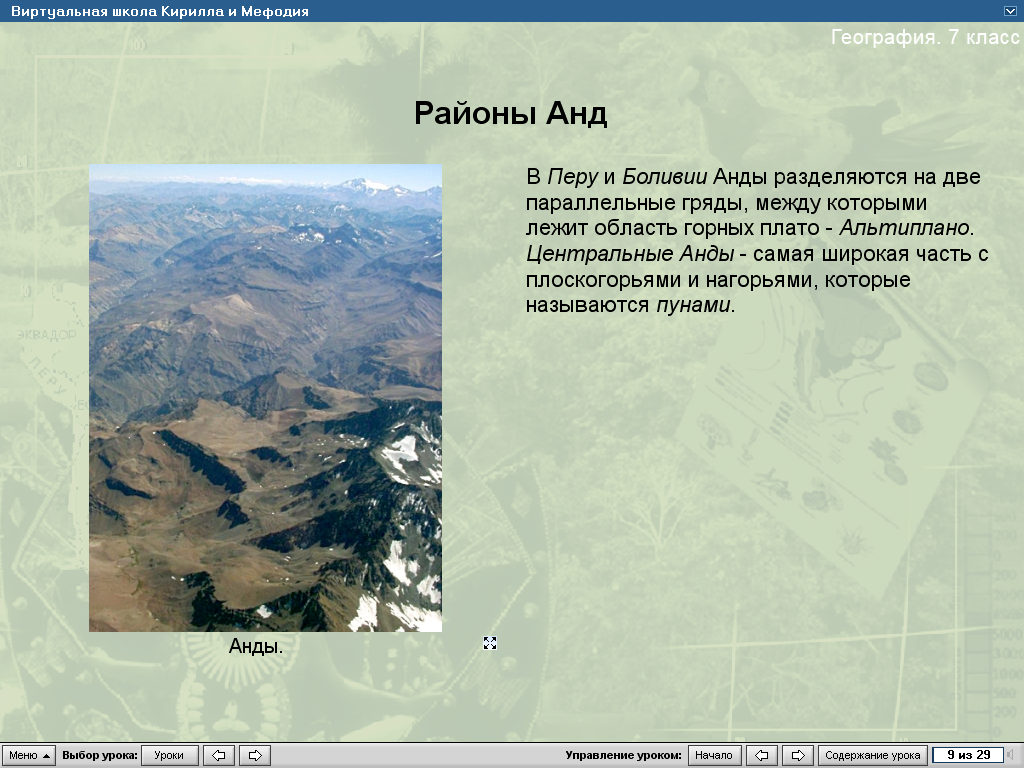 Виртуальная школа Кирилла и Мефодия
География. 7 класс
Районы Анд
В Перу и Боливии Анды разделяются на две
параллельные гряды, между которыми
лежит область горных плато - Альтиплано.
Центральные Анды - самая широкая часть с
плоскогорьями и нагорьями, которые
называются пунами.
ЭКВАДОР
ПЕРУ
Анды.
Меню
Выбор урока:
Уроки
Управление уроком:
Начало
Содержание урока
9 из 29